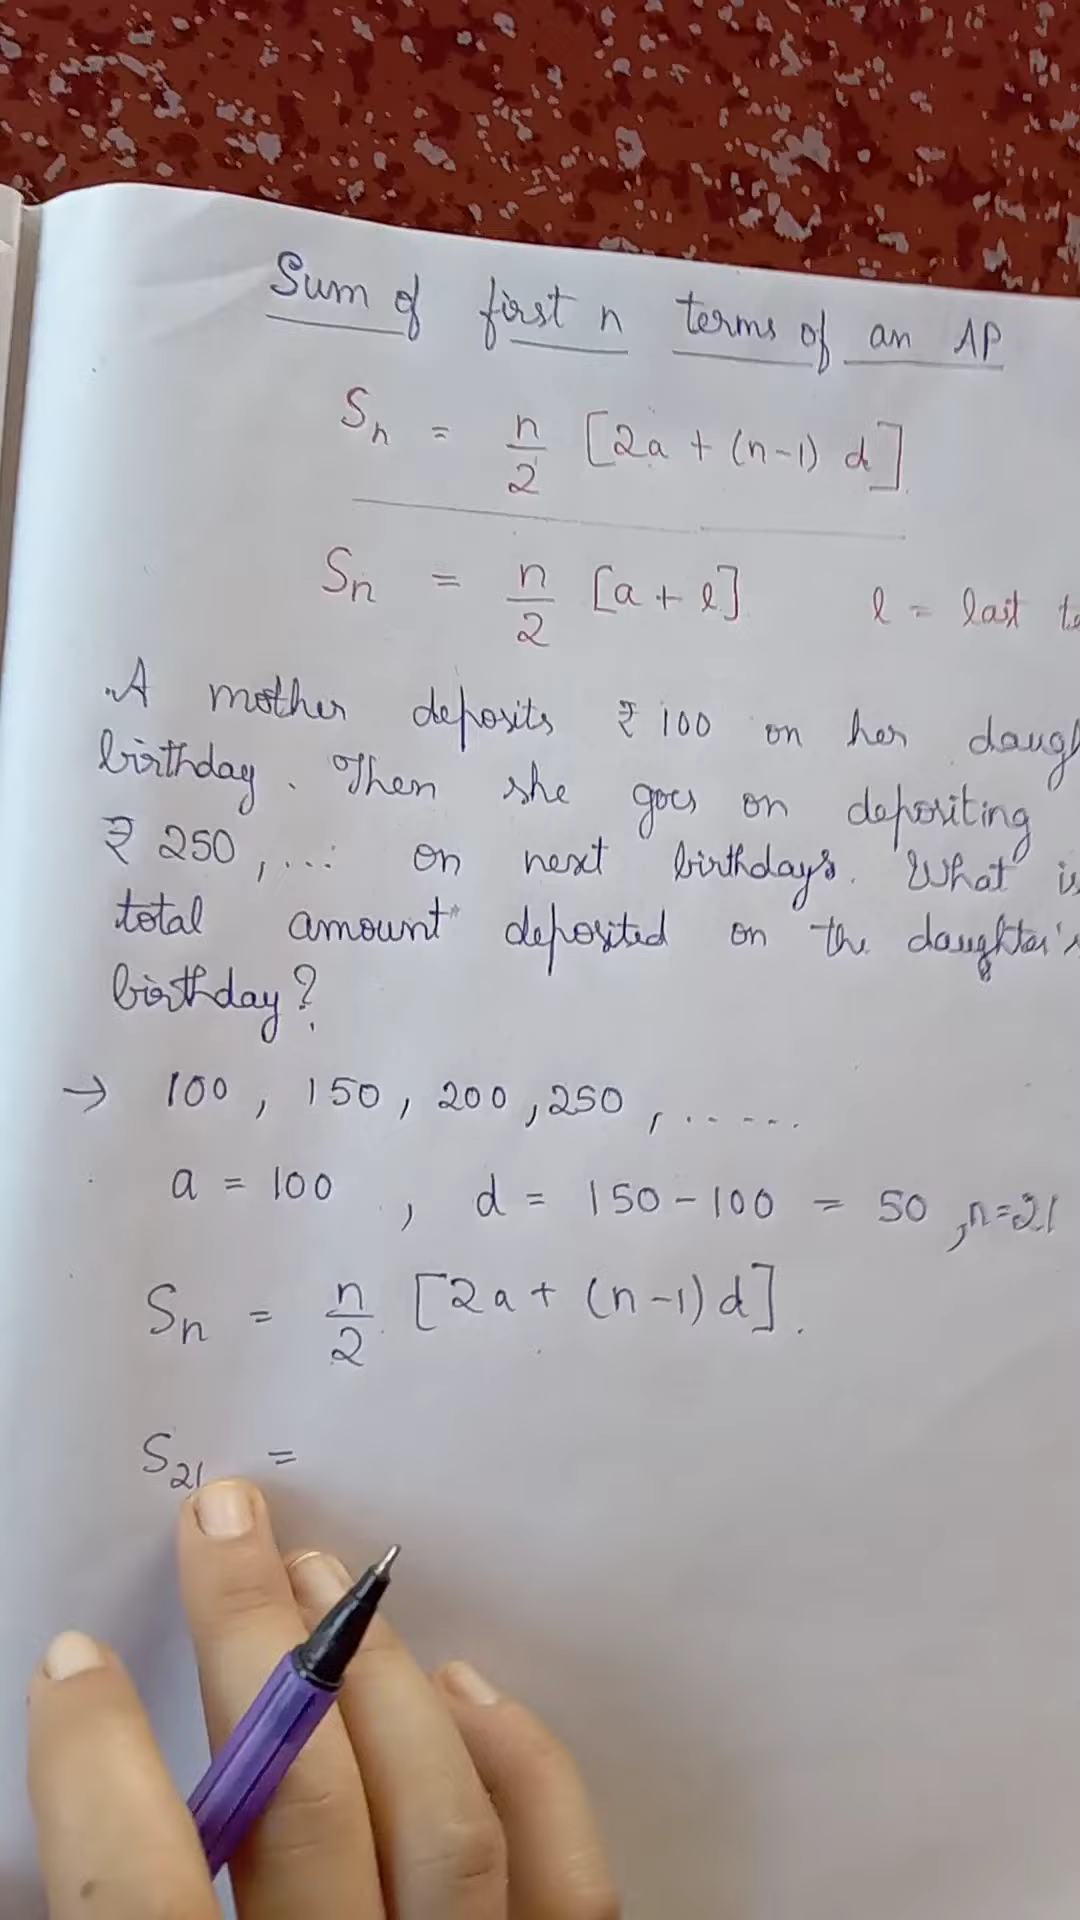 Sum of first n terms of an AP
Sn = n/2 [2a + (n-1) d]
Sn = n/2 [a + l] l = last
A mother deposits ₹ 100 on her
birthday. Then she goes on depositing
₹ 250, ... on next birthdays. What
total amount deposited on the daughter's
birthday?
→ 100, 150, 200, 250, ......
a = 100, d = 150 - 100 = 50, n=21
Sn = n/2 [2a + (n-1) d].
S21 =